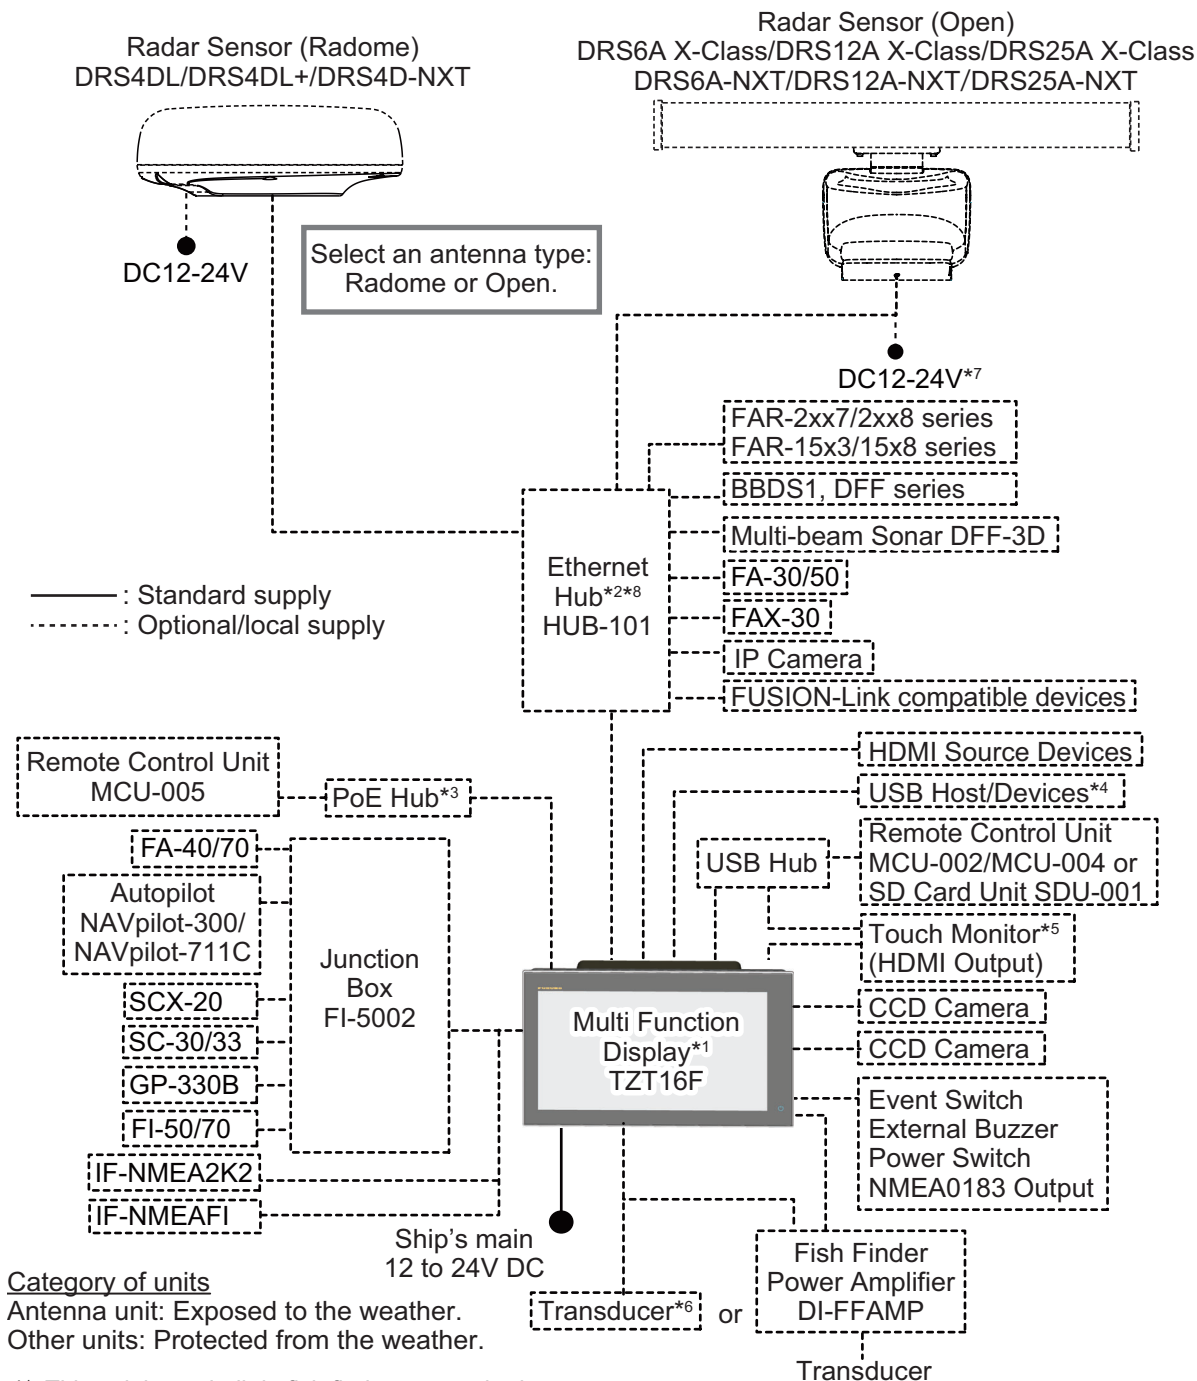 Radar Sensor (Open)
DRS6A X-Class/DRS12A X-Class/DRS25A X-Class
DRS6A-NXT/DRS12A-NXT/DRS25A-NXT
Radar Sensor (Radome)
DRS4DL/DRS4DL+/DRS4D-NXT
DC12-24V
Select an antenna type:
Radome or Open.
DC12-24V*7
FAR-2xx7/2xx8 series
FAR-15x3/15x8 series
BBDS1, DFF series
Multi-beam Sonar DFF-3D
FA-30/50
FAX-30
IP Camera
FUSION-Link compatible devices
Ethernet
Hub*2*8
HUB-101
: Standard supply
: Optional/local supply
HDMI Source Devices
USB Host/Devices*4
Remote Control Unit
MCU-002/MCU-004 or
SD Card Unit SDU-001
USB Hub
Touch Monitor*5
(HDMI Output)
CCD Camera
CCD Camera
Event Switch
External Buzzer
Power Switch
NMEA0183 Output
Remote Control Unit
MCU-005
PoE Hub*3
FA-40/70
Autopilot
NAVpilot-300/
NAVpilot-711C
SCX-20
SC-30/33
GP-330B
FI-50/70
IF-NMEA2K2
IF-NMEAFI
Junction
Box
FI-5002
FURUNO
Multi Function
Display*1
TZT16F
Ship's main
12 to 24V DC
Transducer*6
or
Fish Finder
Power Amplifier
DI-FFAMP
Transducer
Category of units
Antenna unit: Exposed to the weather.
Other units: Protected from the weather.